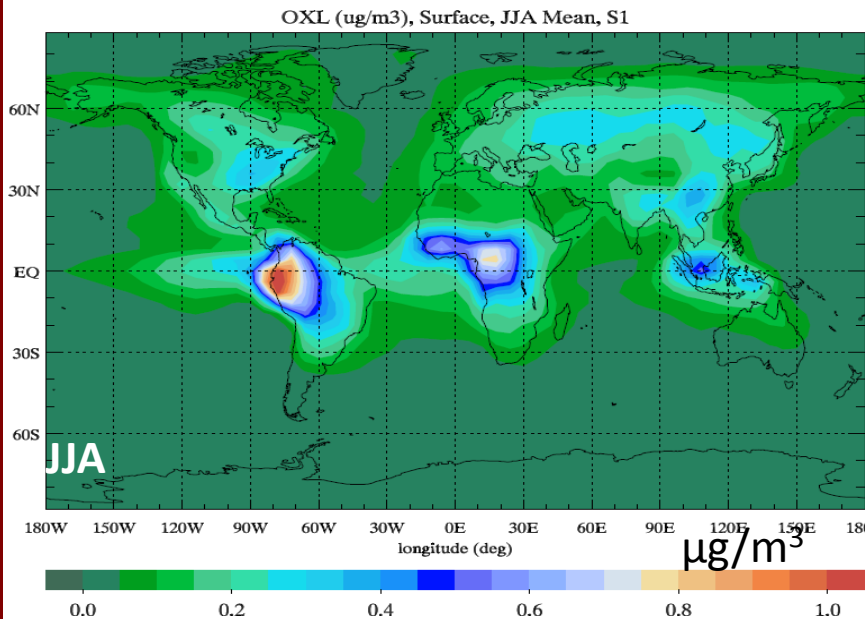 OXL (ug/m3), Surface, JJA Mean, S1
60N
30N
EQ
30S
60S
JJA
180W 150W 120W 90W 60W 30W 0E 30E 60E 90E 120E 150E 180
longitude (deg)
μg/m³
0.0 0.2 0.4 0.6 0.8 1.0